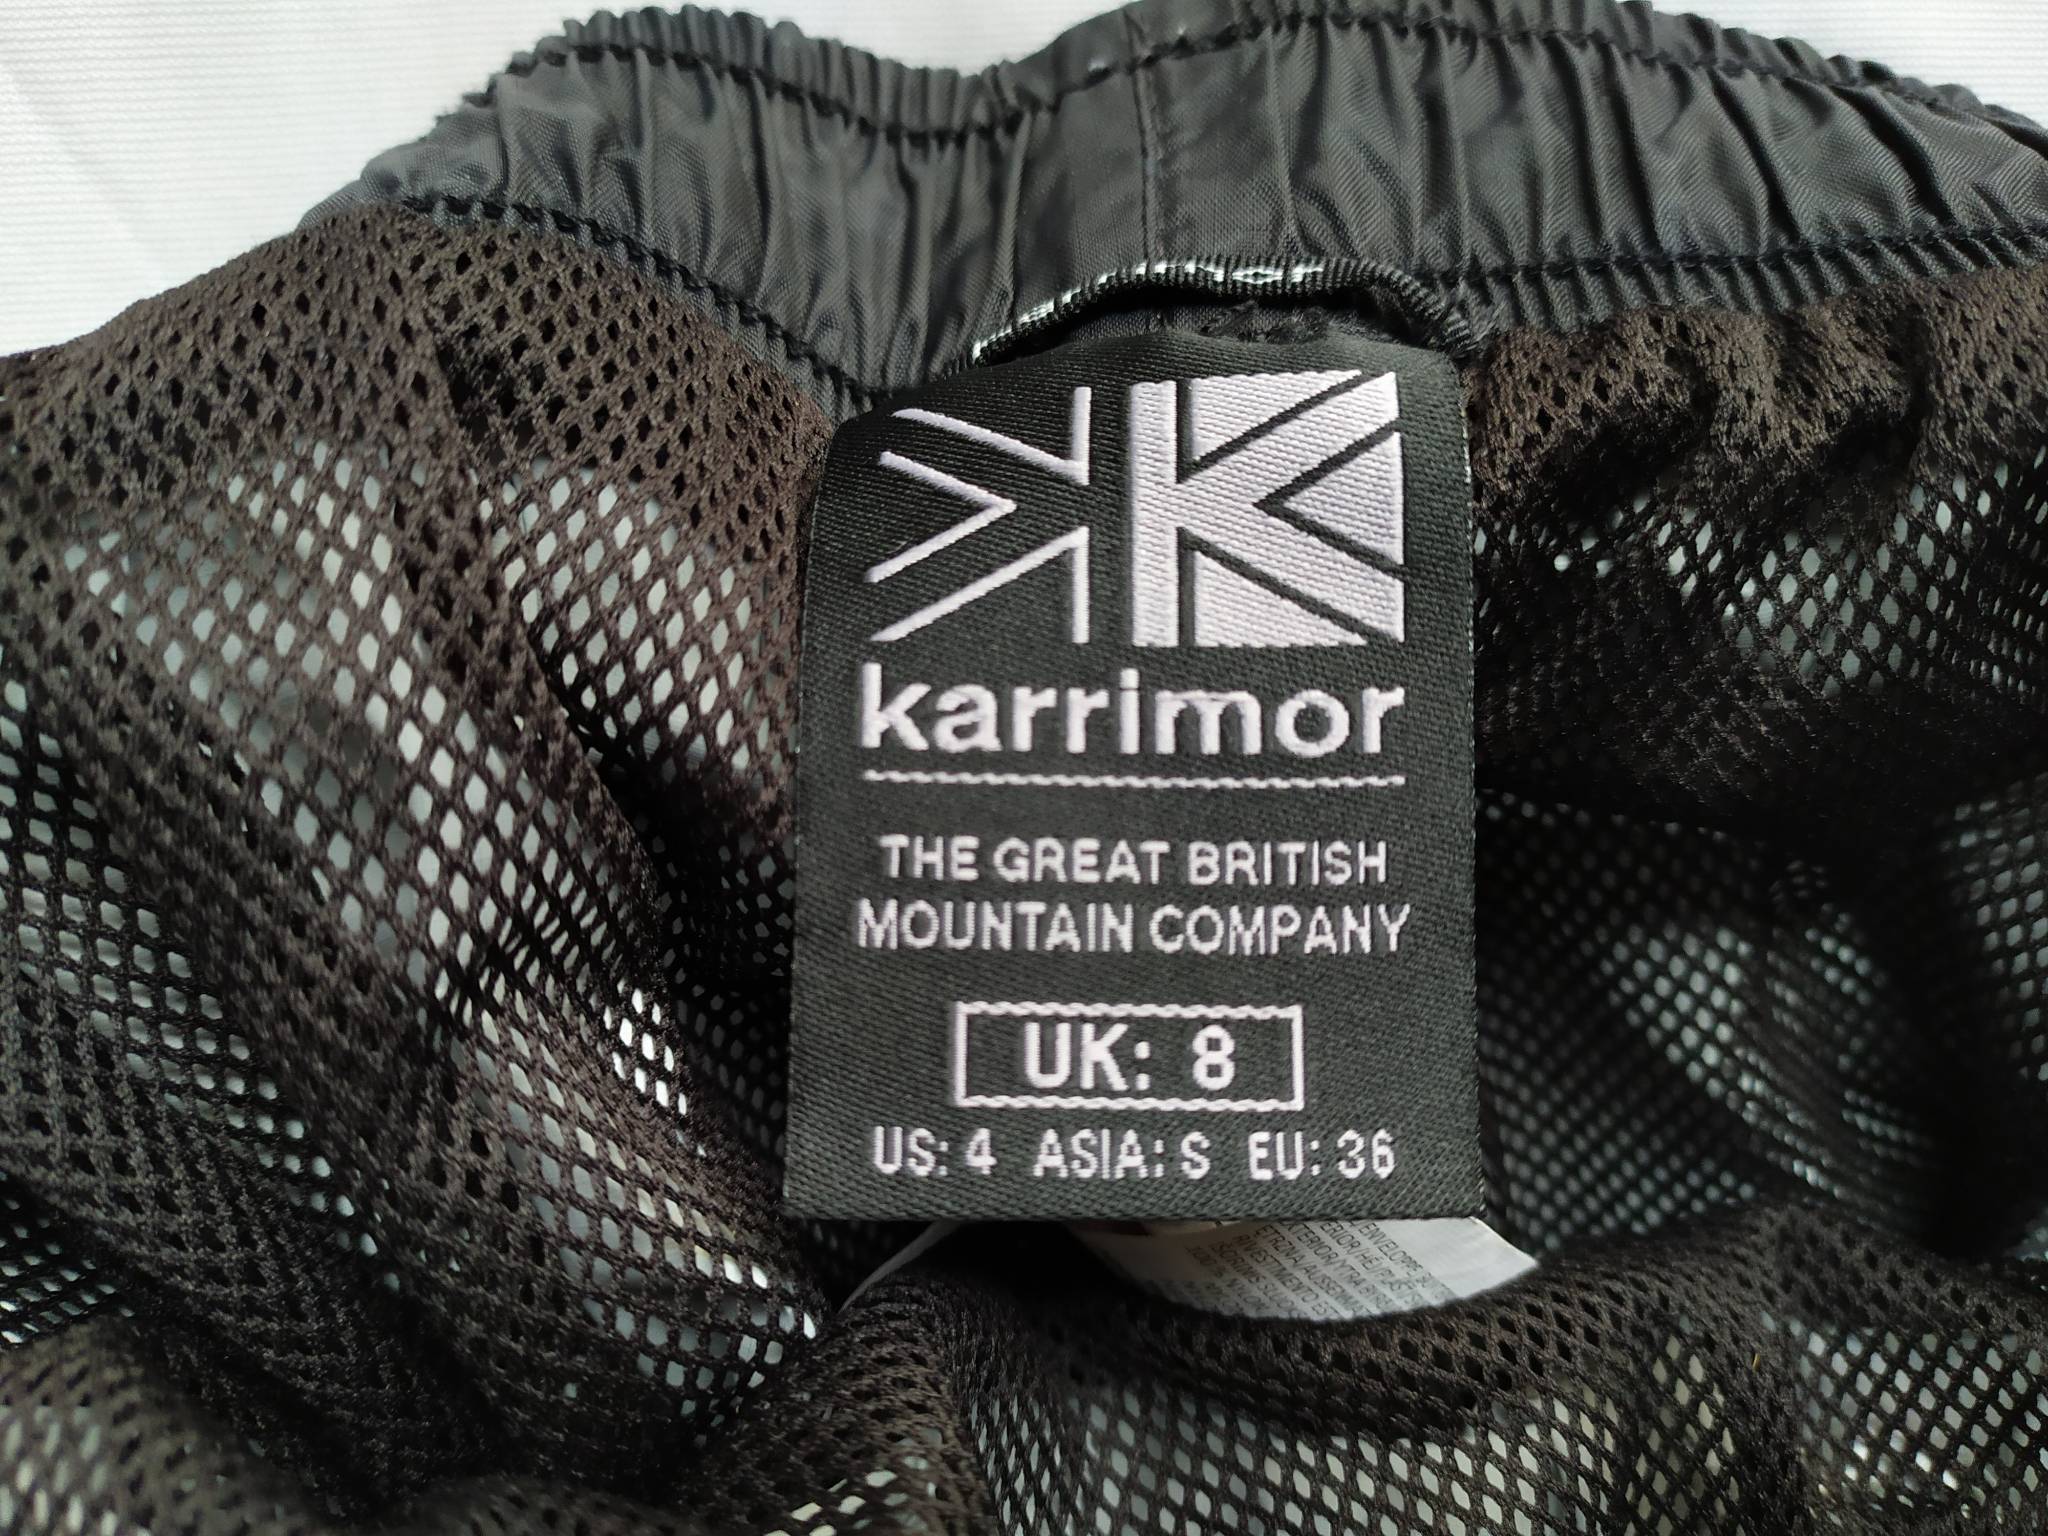 karrimor
THE GREAT BRITISH
MOUNTAIN COMPANY
UK: 8
US: 4 ASIA: S EU: 36